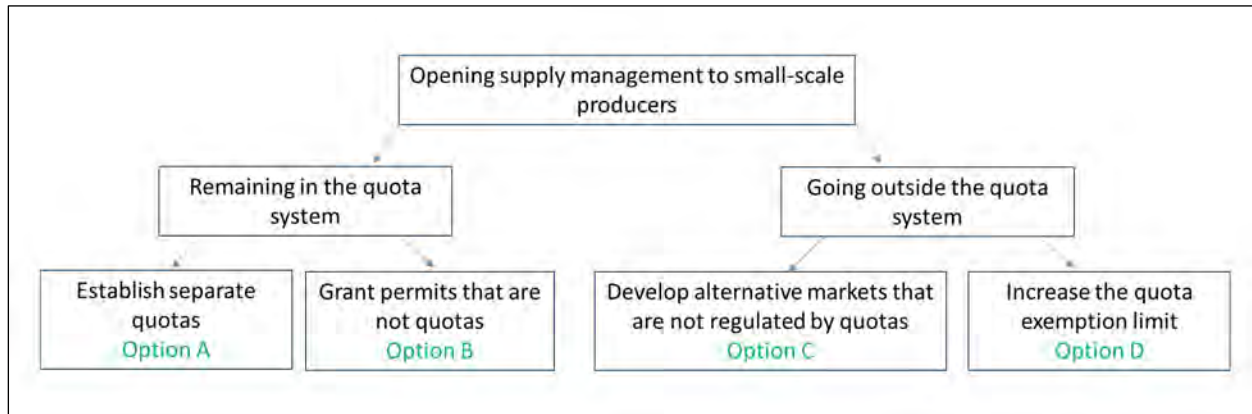 Opening supply management to small-scale
producers
Remaining in the quota
system
Going outside the quota
system
Establish separate
quotas
Option A
Grant permits that are
not quotas
Option B
Develop alternative markets that
are not regulated by quotas
Option C
Increase the quota
exemption limit
Option D